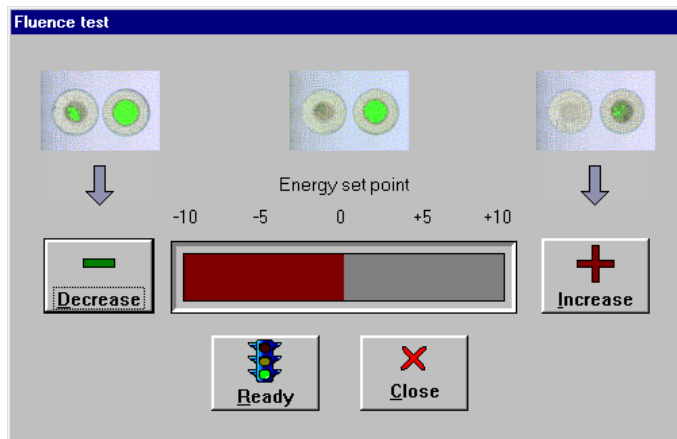 Fluence test
Energy set point
-10 -5 0 +5 +10
Decrease
Increase
Ready
Close